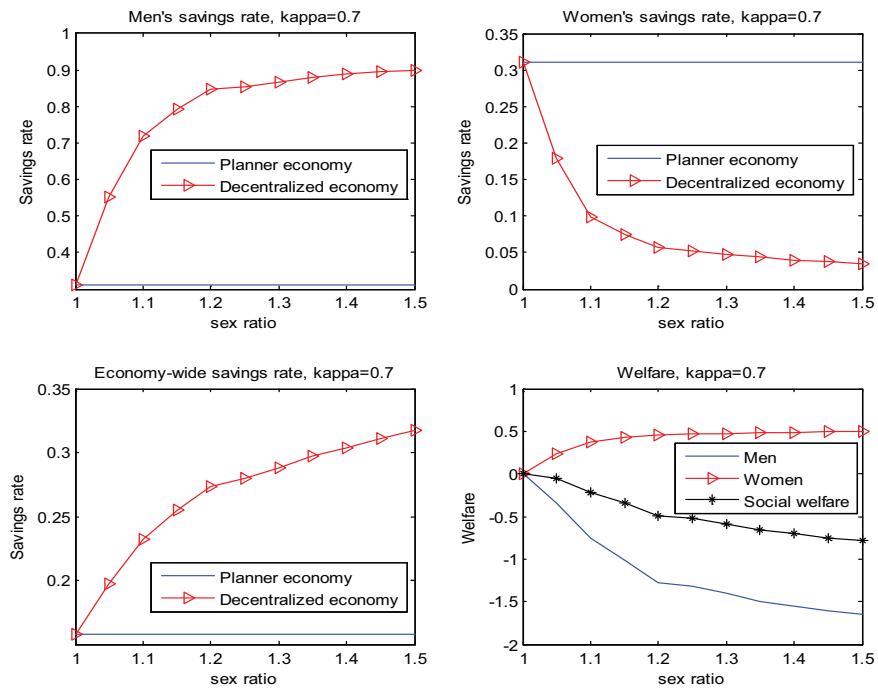 Men's savings rate, kappa=0.7
1
0.9
0.8
0.7
0.6
0.5
0.4
Savings rate
Planner economy
Decentralized economy
1 1.1 1.2 1.3 1.4 1.5
sex ratio
Women's savings rate, kappa=0.7
0.35
0.3
0.25
0.2
0.15
0.1
0.05
0
Savings rate
Planner economy
Decentralized economy
1 1.1 1.2 1.3 1.4 1.5
sex ratio
Economy-wide savings rate, kappa=0.7
0.35
0.3
0.25
0.2
Savings rate
Planner economy
Decentralized economy
1 1.1 1.2 1.3 1.4 1.5
sex ratio
Welfare, kappa=0.7
1
0.5
0
-0.5
-1
-1.5
-2
Welfare
Men
Women
Social welfare
1 1.1 1.2 1.3 1.4 1.5
sex ratio